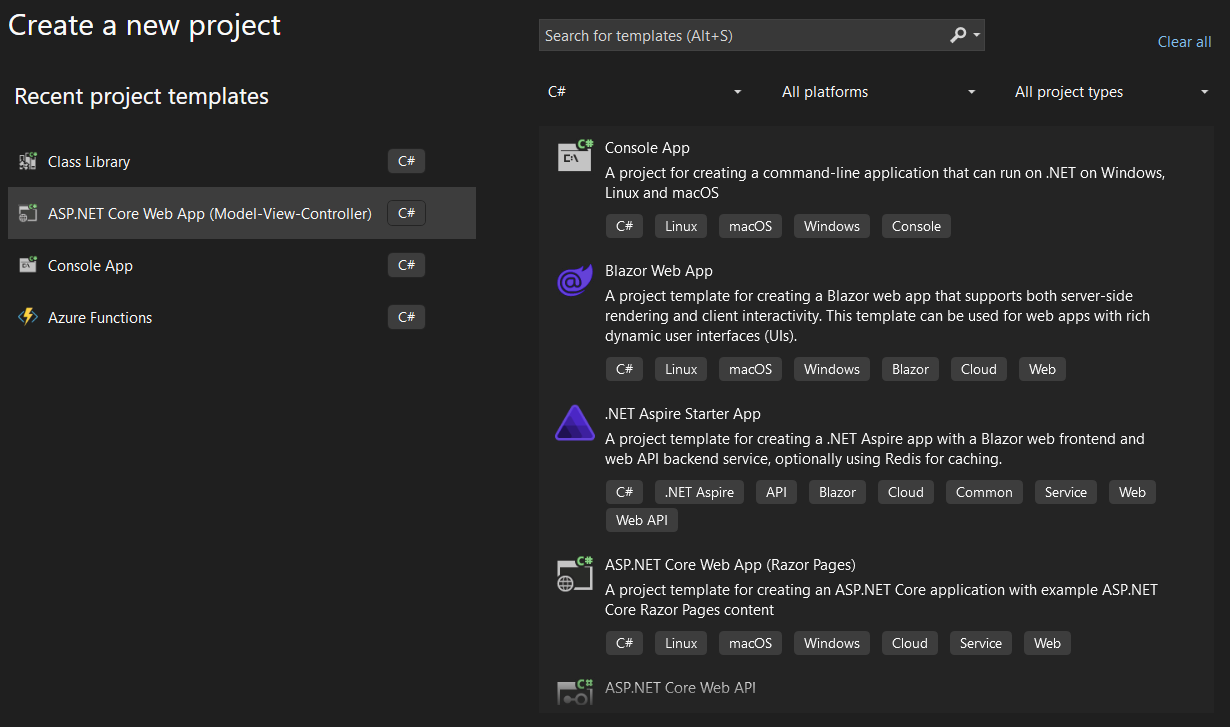 Create a new project
Search for templates (Alt+S)
Clear all
Recent project templates
Class Library
C#
ASP.NET Core Web App (Model-View-Controller)
C#
Console App
C#
Azure Functions
C#
C#
All platforms
All project types
Console App
A project for creating a command-line application that can run on .NET on Windows,
Linux and macOS
C# Linux macOS Windows Console
Blazor Web App
A project template for creating a Blazor web app that supports both server-side
rendering and client interactivity. This template can be used for web apps with rich
dynamic user interfaces (UIs).
C# Linux macOS Windows Blazor Cloud Web
.NET Aspire Starter App
A project template for creating a .NET Aspire app with a Blazor web frontend and
web API backend service, optionally using Redis for caching.
C# .NET Aspire API Blazor Cloud Common Service Web
Web API
ASP.NET Core Web App (Razor Pages)
A project template for creating an ASP.NET Core application with example ASP.NET
Core Razor Pages content
C# Linux macOS Windows Cloud Service Web
ASP.NET Core Web API